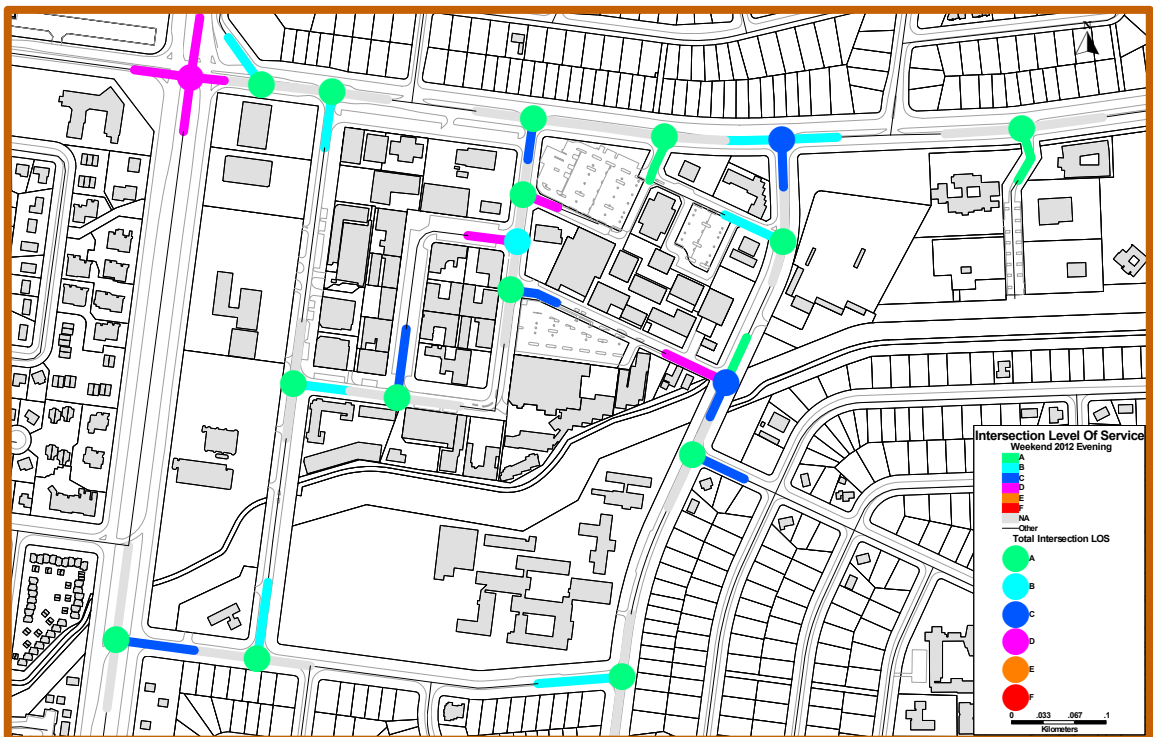 Intersection Level Of Service
Weekend 2012 Evening
A
B
C
D
E
F
NA
Other
Total Intersection LOS
A
B
C
D
E
F
0 .033 .067 .1
Kilometers